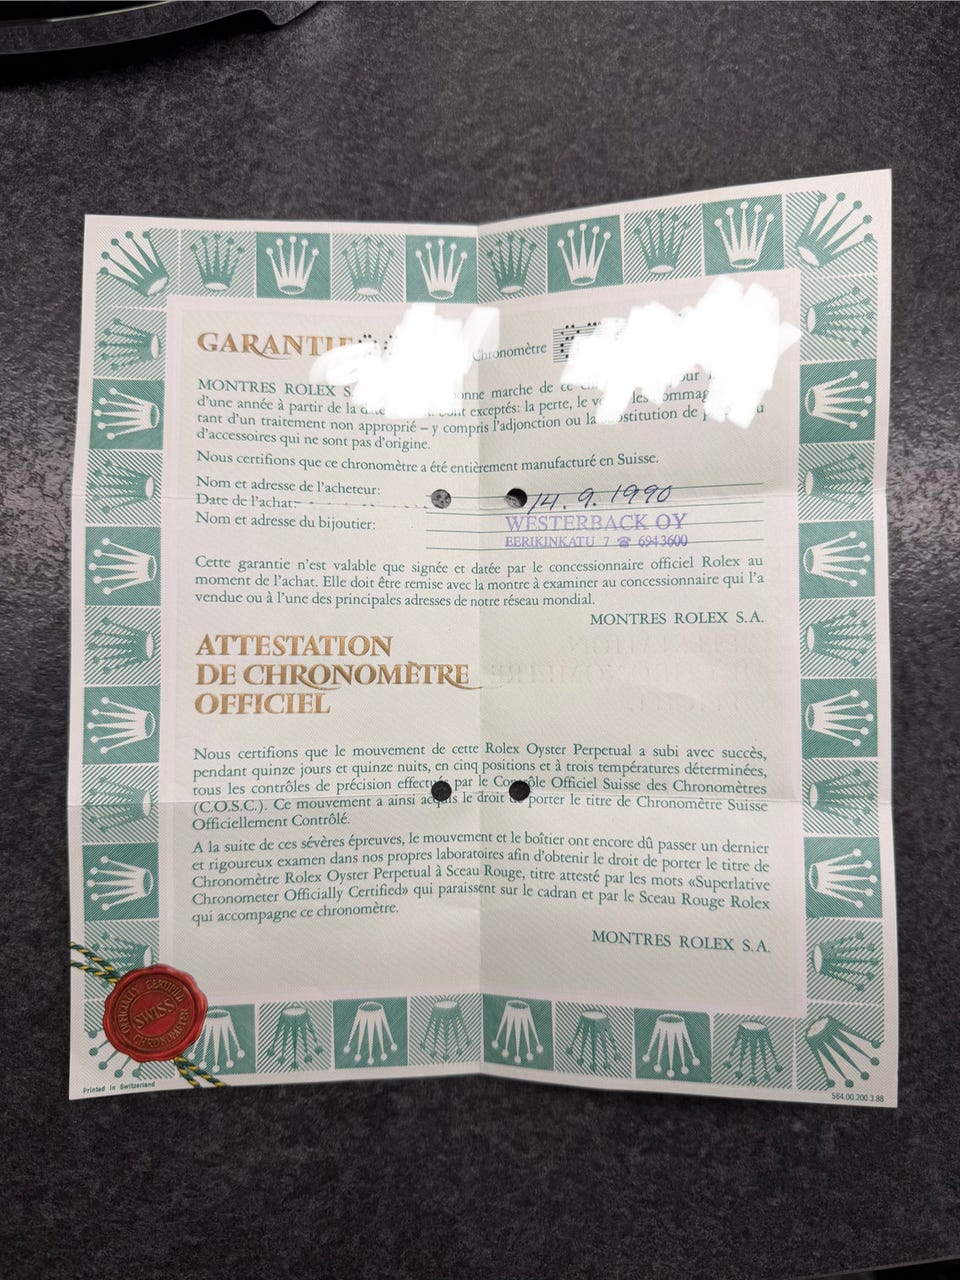 GARANTIE
Chronomètre
MONTRES ROLEX S onne marche de ce
d'une année à partir de la sont exceptés: la perte, le les dommag
tant d'un traitement non approprié – y compris l'adjonction ou la substitution de
d'accessoires qui ne sont pas d'origine.
Nous certifions que ce chronomètre a été entièrement manufacturé en Suisse.
Nom et adresse de l'acheteur:
Date de l'achat: 14. 9. 1990
Nom et adresse du bijoutier: WESTERBACK OY
EERIKINKATU 7 ☎ 6943600
Cette garantie n'est valable que signée et datée par le concessionnaire officiel Rolex au
moment de l'achat. Elle doit être remise avec la montre à examiner au concessionnaire qui l'a
vendue ou à l'une des principales adresses de notre réseau mondial.
MONTRES ROLEX S.A.
ATTESTATION
DE CHRONOMÈTRE
OFFICIEL
Nous certifions que le mouvement de cette Rolex Oyster Perpetual a subi avec succès,
pendant quinze jours et quinze nuits, en cinq positions et à trois températures déterminées,
tous les contrôles de précision effectués par le Contrôle Officiel Suisse des Chronomètres
(C.O.S.C.). Ce mouvement a ainsi acquis le droit de porter le titre de Chronomètre Suisse
Officiellement Contrôlé.
A la suite de ces sévères épreuves, le mouvement et le boîtier ont encore dû passer un dernier
et rigoureux examen dans nos propres laboratoires afin d'obtenir le droit de porter le titre de
Chronomètre Rolex Oyster Perpetual à Sceau Rouge, titre attesté par les mots «Superlative
Chronometer Officially Certified» qui paraissent sur le cadran et par le Sceau Rouge Rolex
qui accompagne ce chronomètre.
MONTRES ROLEX S.A.
OFFICIALLY CERTIFIED
SWISS
CHRONOMETER
Printed in Switzerland
564.00.200.3.88